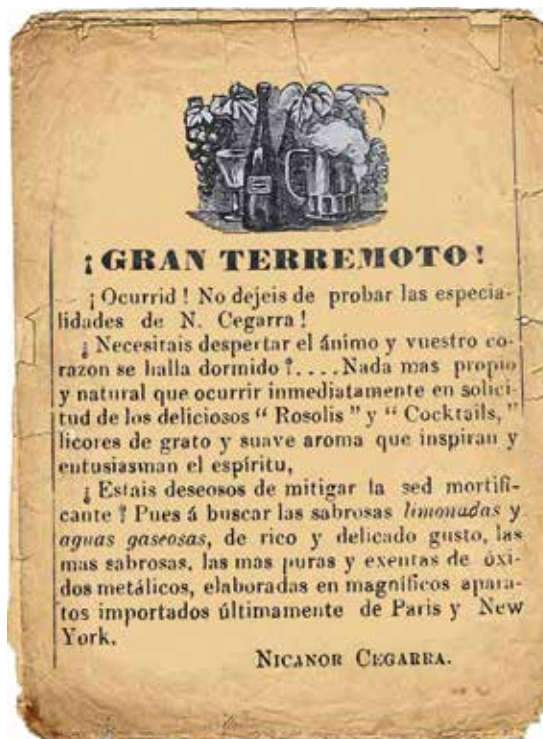 ¡GRAN TERREMOTO!
¡Ocurrid! No dejeis de probar las especia-
lidades de N. Cegarra!
¿Necesitais despertar el ánimo y vuestro co-
razon se halla dormido?....Nada mas propio
y natural que ocurrir inmediatamente en solici-
tud de los deliciosos “Rosolis” y “Cocktails,”
licores de grato y suave aroma que inspiran y
entusiasman el espíritu,
¿Estais deseosos de mitigar la sed mortifi-
cante? Pues á buscar las sabrosas limonadas y
aguas gaseosas, de rico y delicado gusto, las
mas sabrosas, las mas puras y exentas de óxi-
dos metálicos, elaboradas en magníficos apara-
tos importados últimamente de Paris y New
York.
NICANOR CEGARRA.